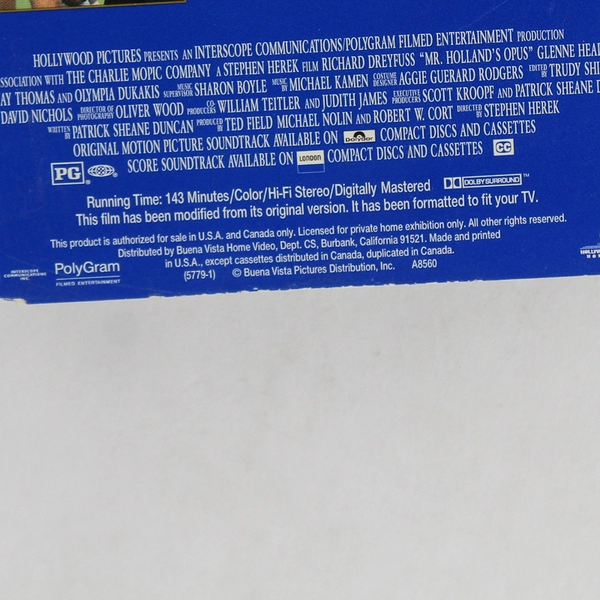 HOLLYWOOD PICTURES PRESENTS AN INTERSCOPE COMMUNICATIONS/POLYGRAM FILMED ENTERTAINMENT PRODUCTION
ASSOCIATION WITH THE CHARLIE MOPIC COMPANY A STEPHEN HEREK FILM RICHARD DREYFUSS "MR. HOLLAND'S OPUS" GLENNE HEAD
AY THOMAS AND OLYMPIA DUKAKIS MUSIC SUPERVISOR SHARON BOYLE MUSIC BY MICHAEL KAMEN COSTUME DESIGNER AGGIE GUERARD RODGERS EDITED BY TRUDY SHI
DAVID NICHOLS DIRECTOR OF PHOTOGRAPHY OLIVER WOOD CO-PRODUCERS WILLIAM TEITLER AND JUDITH JAMES EXECUTIVE PRODUCERS SCOTT KROOPF AND PATRICK SHEANE D
WRITTEN BY PATRICK SHEANE DUNCAN PRODUCED BY TED FIELD MICHAEL NOLIN AND ROBERT W. CORT DIRECTED BY STEPHEN HEREK
ORIGINAL MOTION PICTURE SOUNDTRACK AVAILABLE ON Polydor COMPACT DISCS AND CASSETTES
SCORE SOUNDTRACK AVAILABLE ON LONDON COMPACT DISCS AND CASSETTES CC
PG
Running Time: 143 Minutes/Color/Hi-Fi Stereo/Digitally Mastered DOLBY SURROUND™
This film has been modified from its original version. It has been formatted to fit your TV.
This product is authorized for sale in U.S.A. and Canada only. Licensed for private home exhibition only. All other rights reserved.
Distributed by Buena Vista Home Video, Dept. CS, Burbank, California 91521. Made and printed
in U.S.A., except cassettes distributed in Canada, duplicated in Canada.
(5779-1) © Buena Vista Pictures Distribution, Inc. A8560
INTERSCOPE
COMMUNICATIONS
INC.
PolyGram
FILMED ENTERTAINMENT